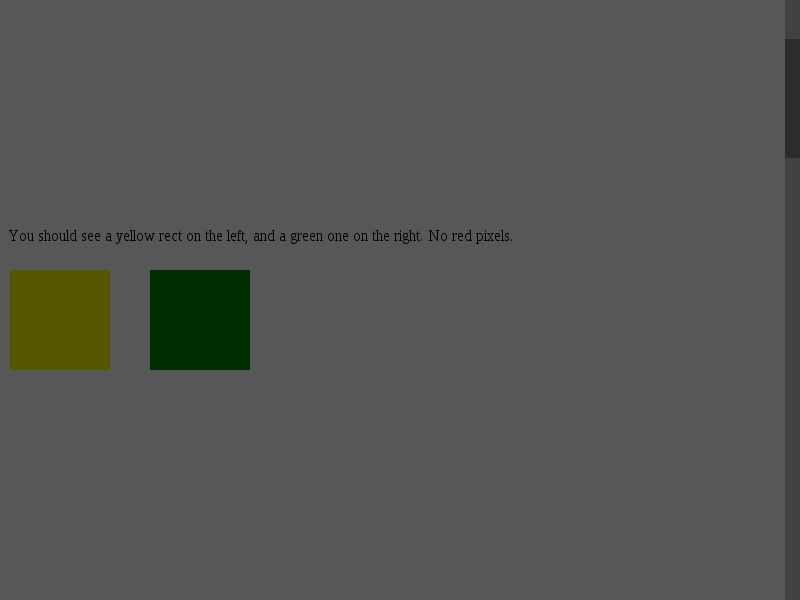 You should see a yellow rect on the left, and a green one on the right. No red pixels.